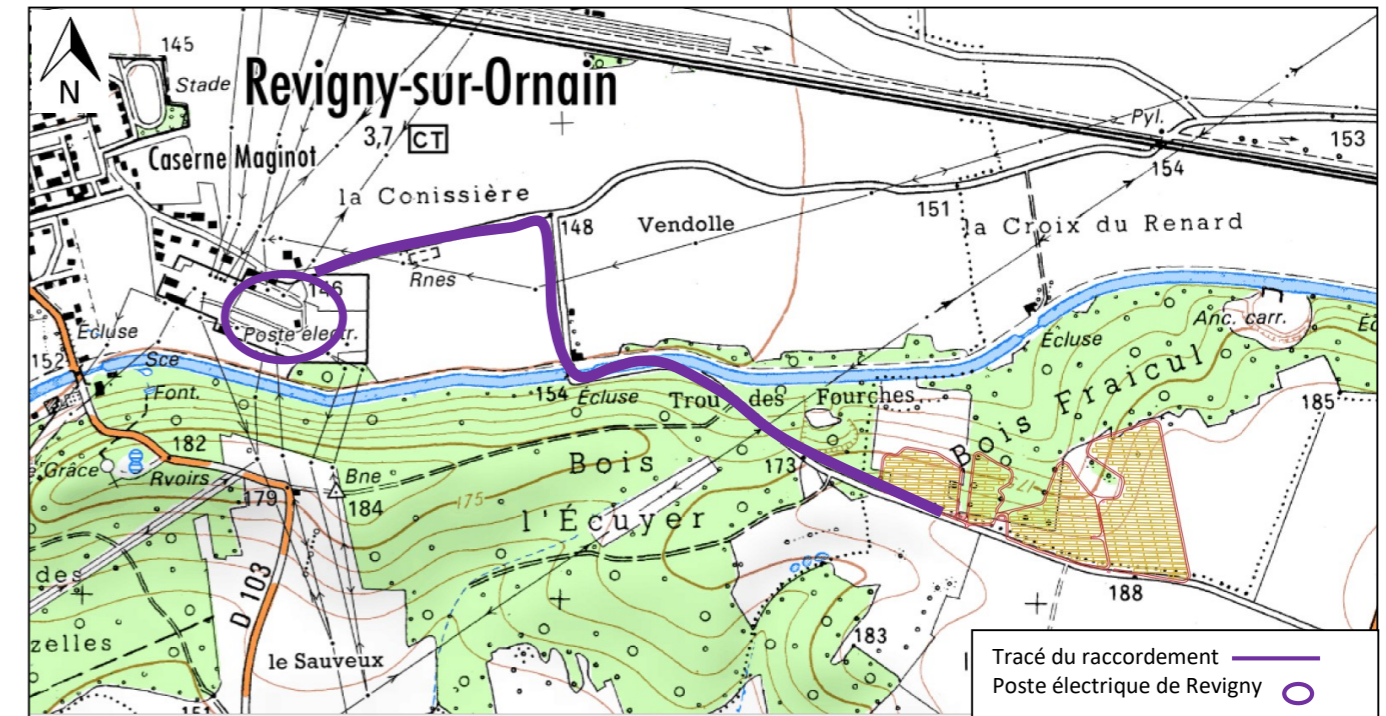 N
145
Stade
Revigny-sur-Ornain
3,7 CT
Caserne Maginot
Pyl.
153
154
la Conissière
148
Vendolle
151
la Croix du Renard
Rnes
146
Poste électr.
Écluse
152
Sce
Font.
154
Écluse
Trou des Fourches
Écluse
Anc. carr.
Bois Fraicul
185
182
Grâce
Rvoirs
179
Bne
184
175
Bois
l'Écuyer
173
des
D 103
188
183
zelles
le Sauveux
151
Tracé du raccordement
Poste électrique de Revigny